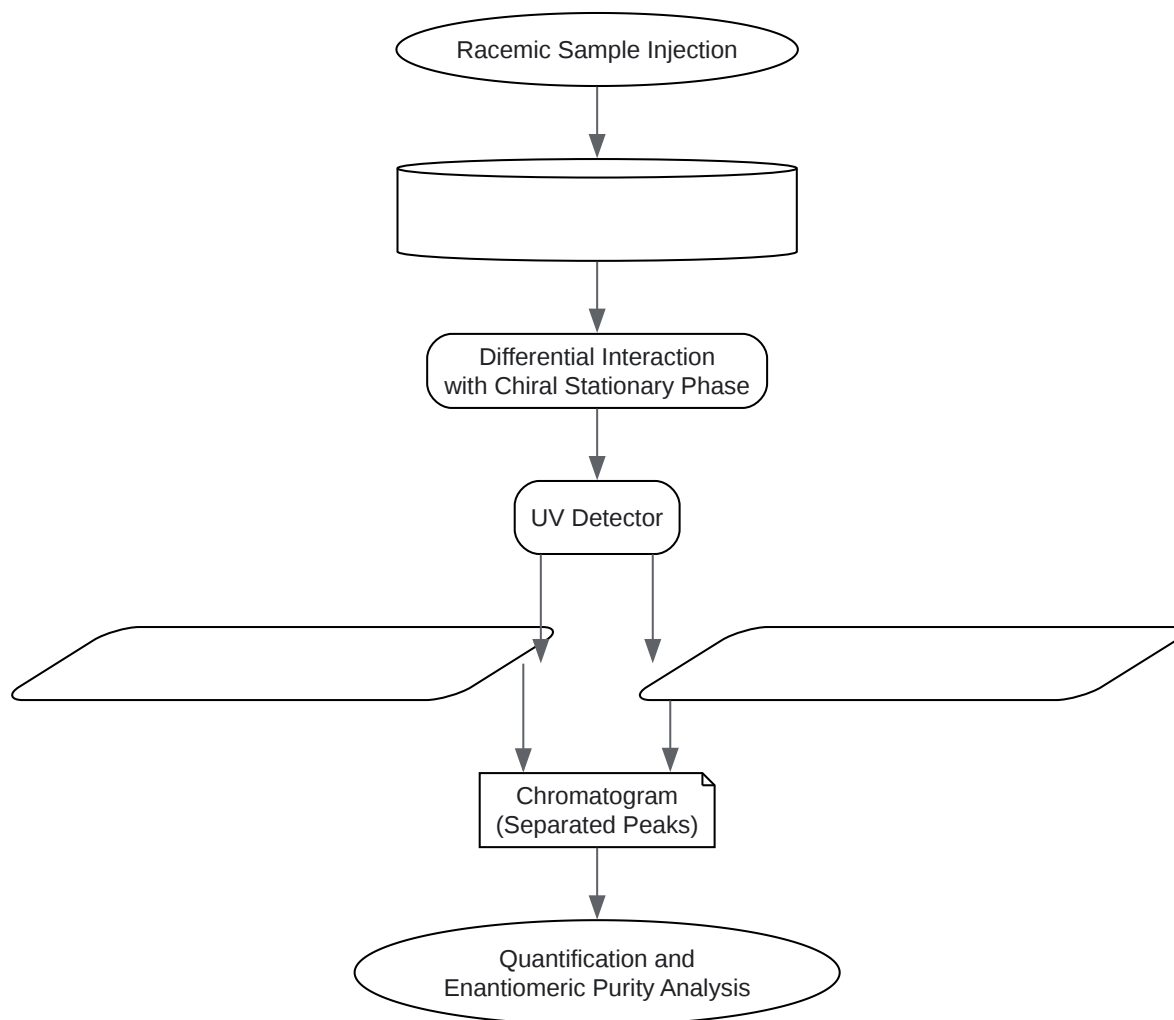 Racemic Sample Injection
Differential Interaction
with Chiral Stationary Phase
UV Detector
Chromatogram
(Separated Peaks)
Quantification and
Enantiomeric Purity Analysis